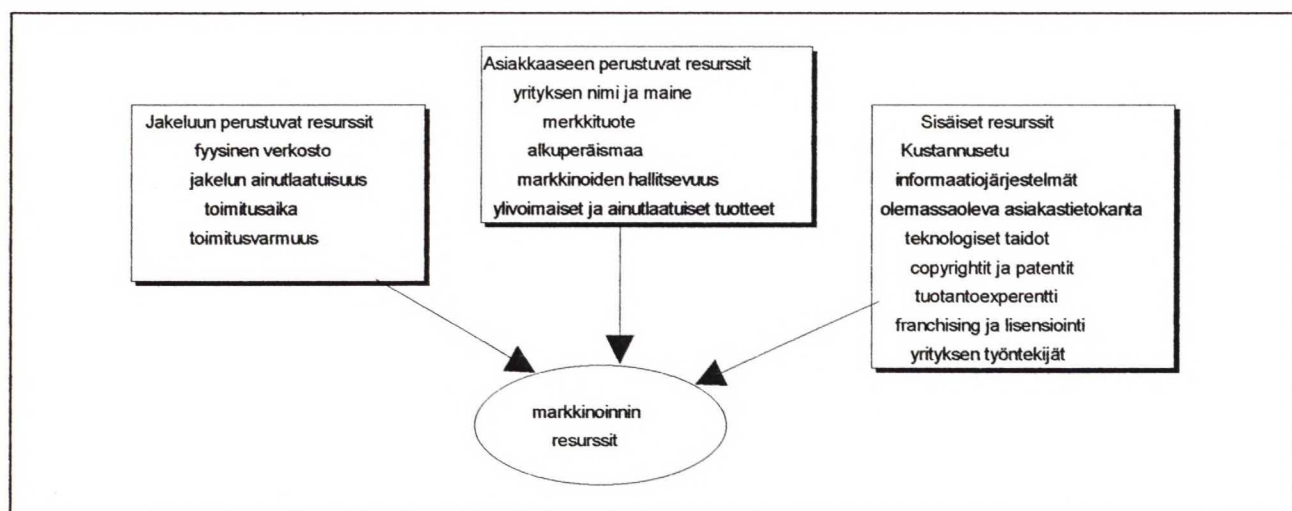 Jakeluun perustuvat resurssit
fyysinen verkosto
jakelun ainutlaatuisuus
toimitusaika
toimitusvarmuus
Asiakkaaseen perustuvat resurssit
yrityksen nimi ja maine
merkkituote
alkuperäismaa
markkinoiden hallitsevuus
ylivoimaiset ja ainutlaatuiset tuotteet
Sisäiset resurssit
Kustannusetu
informaatiojärjestelmät
olemassaoleva asiakastietokanta
teknologiset taidot
copyrightit ja patentit
tuotantoexperentti
franchising ja lisensiointi
yrityksen työntekijät
markkinoinnin
resurssit